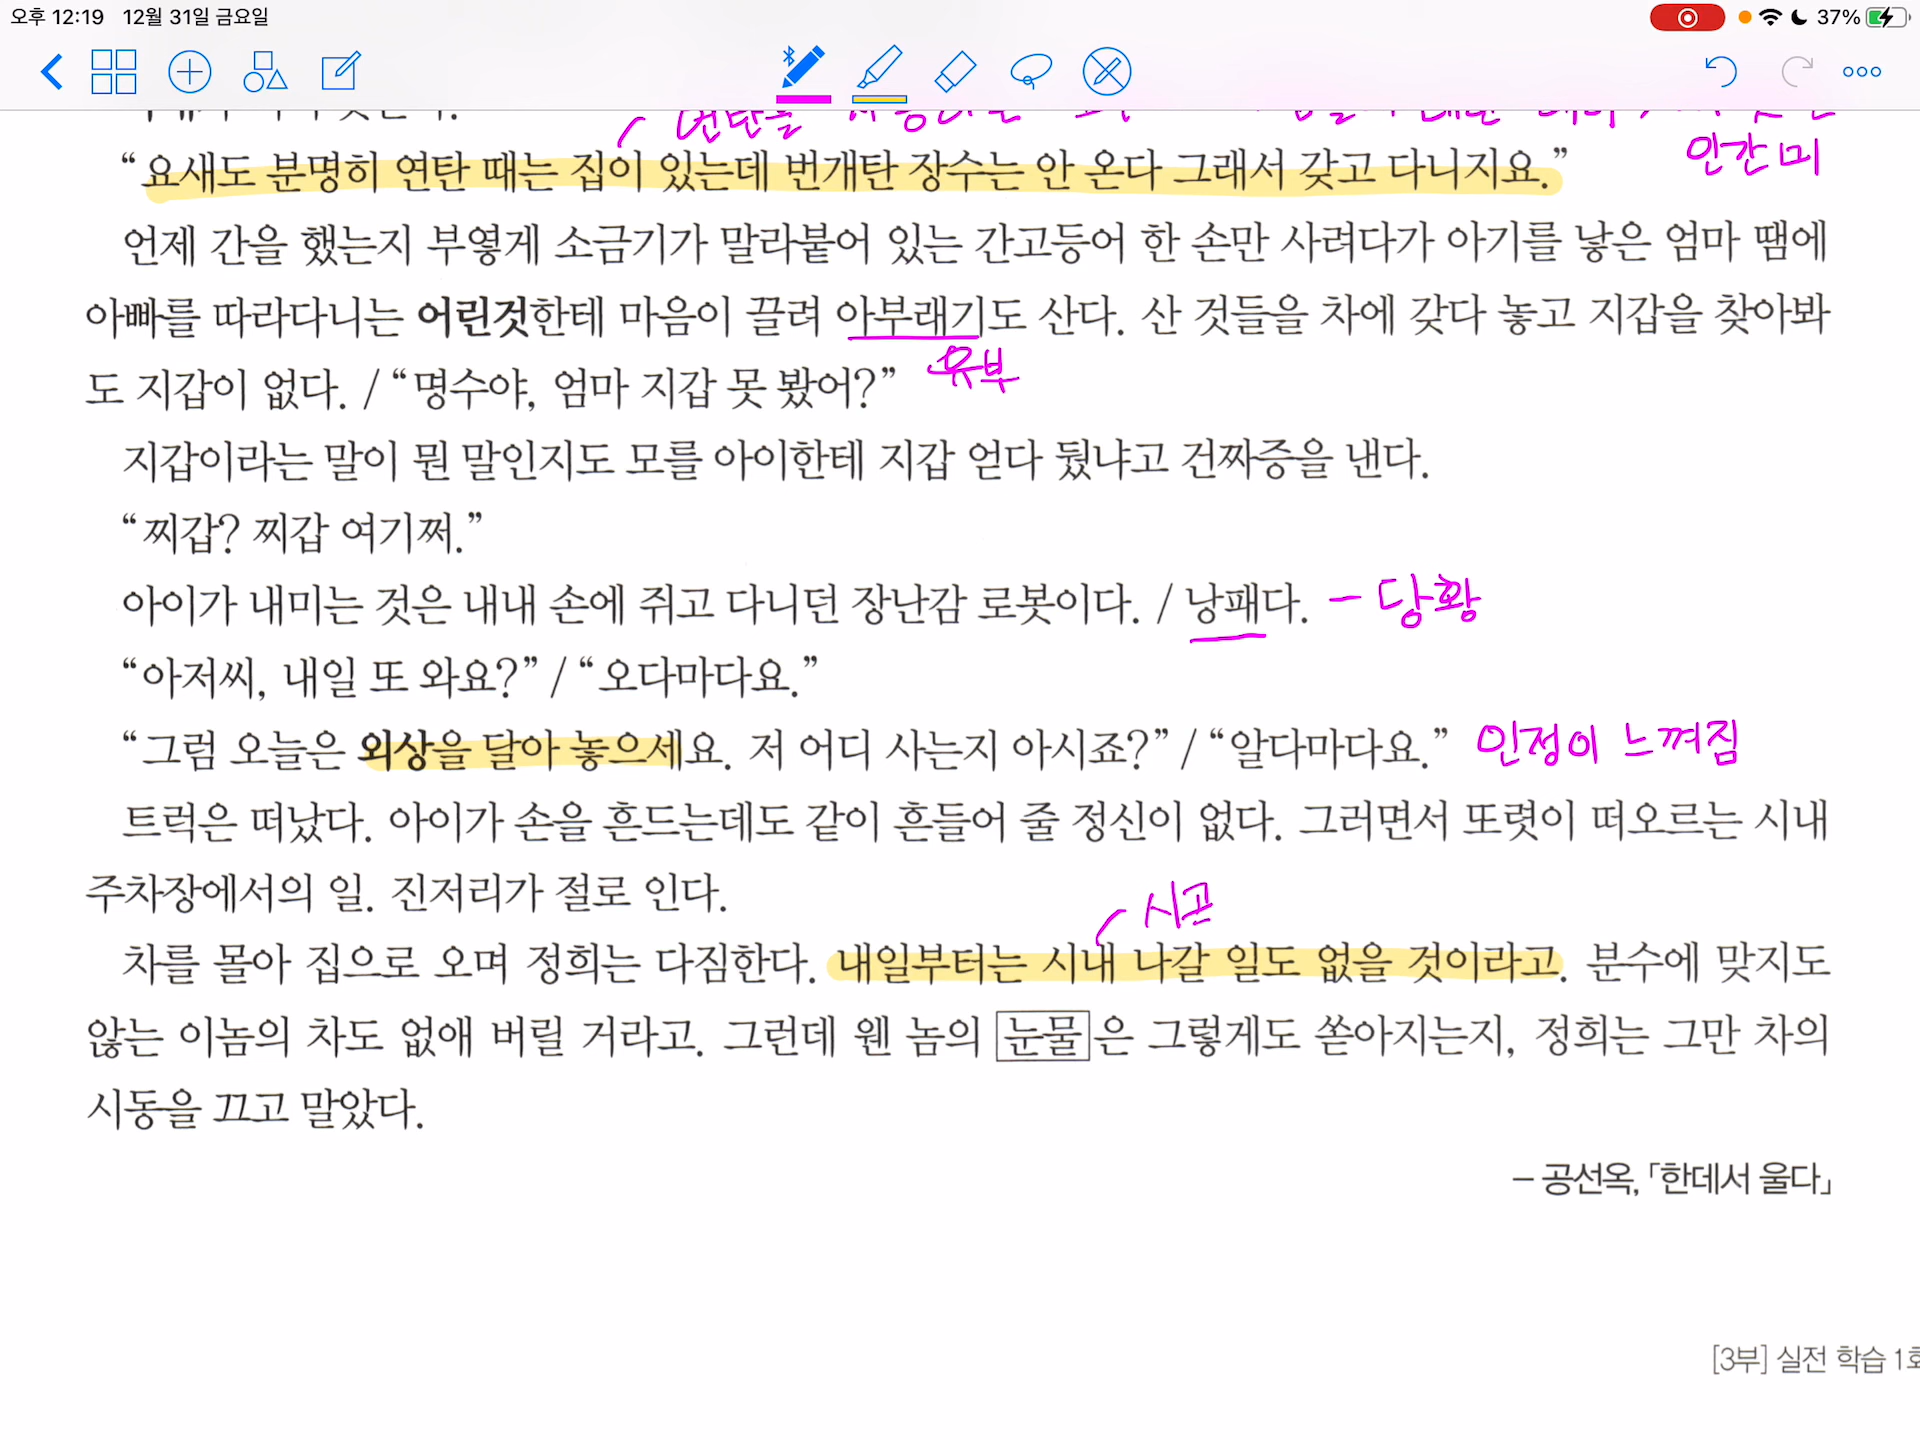 오후 12:19 12월 31일 금요일
37%
인간미
“요새도 분명히 연탄 때는 집이 있는데 번개탄 장수는 안 온다 그래서 갖고 다니지요.”
언제 간을 했는지 부옇게 소금기가 말라붙어 있는 간고등어 한 손만 사려다가 아기를 낳은 엄마 땜에
아빠를 따라다니는 어린것한테 마음이 끌려 아부래기도 산다. 산 것들을 차에 갖다 놓고 지갑을 찾아봐
유부
도 지갑이 없다. / “명수야, 엄마 지갑 못 봤어?”
지갑이라는 말이 뭔 말인지도 모를 아이한테 지갑 얻다 뒀냐고 건짜증을 낸다.
“찌갑? 찌갑 여기쩌.”
아이가 내미는 것은 내내 손에 쥐고 다니던 장난감 로봇이다. / 낭패다. – 당황
“아저씨, 내일 또 와요?” / “오다마다요.”
“그럼 오늘은 외상을 달아 놓으세요. 저 어디 사는지 아시죠?” / “알다마다요.” 인정이 느껴짐
트럭은 떠났다. 아이가 손을 흔드는데도 같이 흔들어 줄 정신이 없다. 그러면서 또렷이 떠오르는 시내
주차장에서의 일. 진저리가 절로 인다.
시곤
차를 몰아 집으로 오며 정희는 다짐한다. 내일부터는 시내 나갈 일도 없을 것이라고. 분수에 맞지도
않는 이놈의 차도 없애 버릴 거라고. 그런데 웬 놈의 눈물은 그렇게도 쏟아지는지, 정희는 그만 차의
시동을 끄고 말았다.
– 공선옥, 「한데서 울다」
[3부] 실전 학습 1회